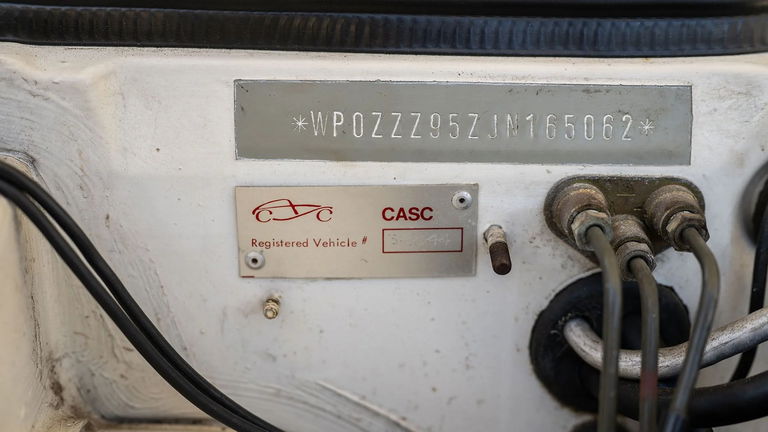 *WP0ZZZ95ZJN165062*
CASC
Registered Vehicle #